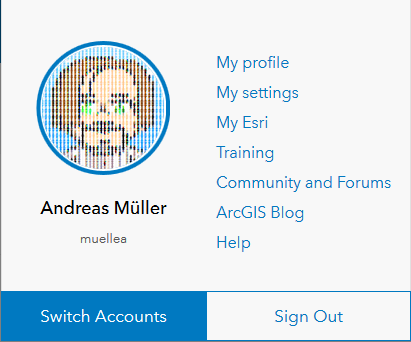 Andreas Müller
muellea
My profile
My settings
My Esri
Training
Community and Forums
ArcGIS Blog
Help
Switch Accounts
Sign Out